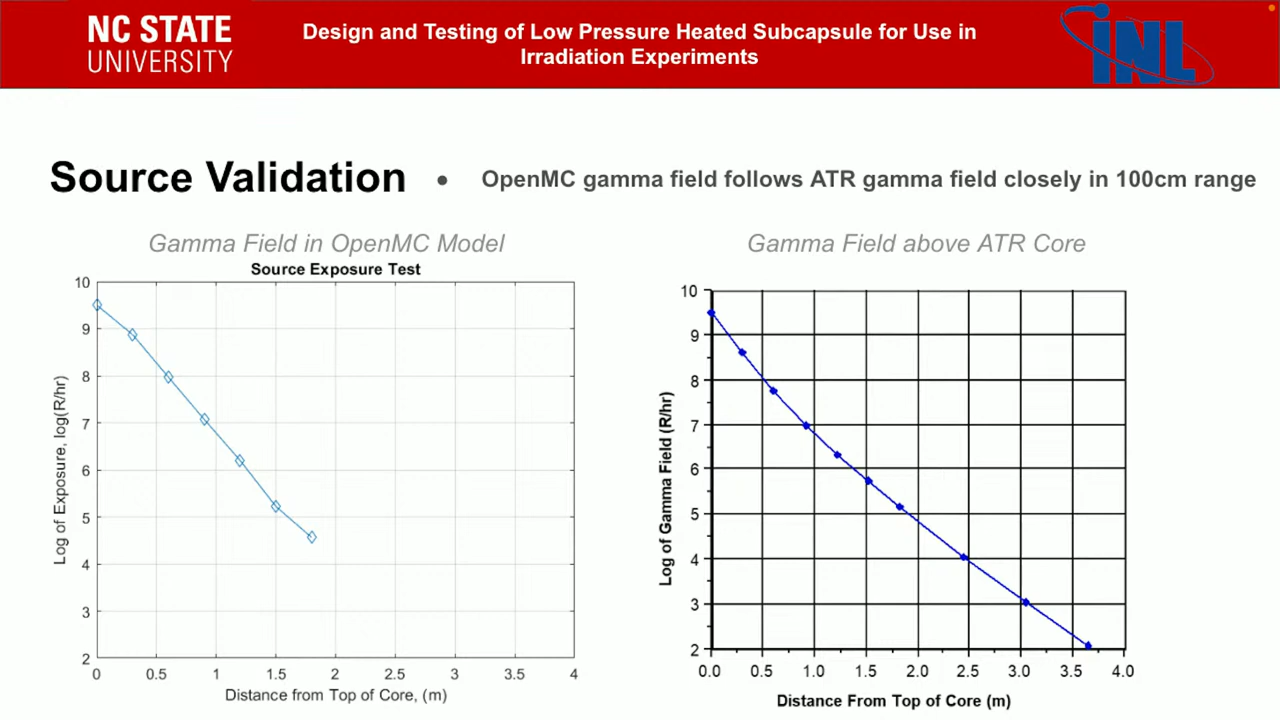 NC STATE
UNIVERSITY
Design and Testing of Low Pressure Heated Subcapsule for Use in
Irradiation Experiments
INL
Source Validation
• OpenMC gamma field follows ATR gamma field closely in 100cm range
Gamma Field in OpenMC Model
Source Exposure Test
10
9
8
7
6
5
4
3
2
Log of Exposure, log(R/hr)
0 0.5 1 1.5 2 2.5 3 3.5 4
Distance from Top of Core, (m)
Gamma Field above ATR Core
10
9
8
7
6
5
4
3
2
Log of Gamma Field (R/hr)
0.0 0.5 1.0 1.5 2.0 2.5 3.0 3.5 4.0
Distance From Top of Core (m)